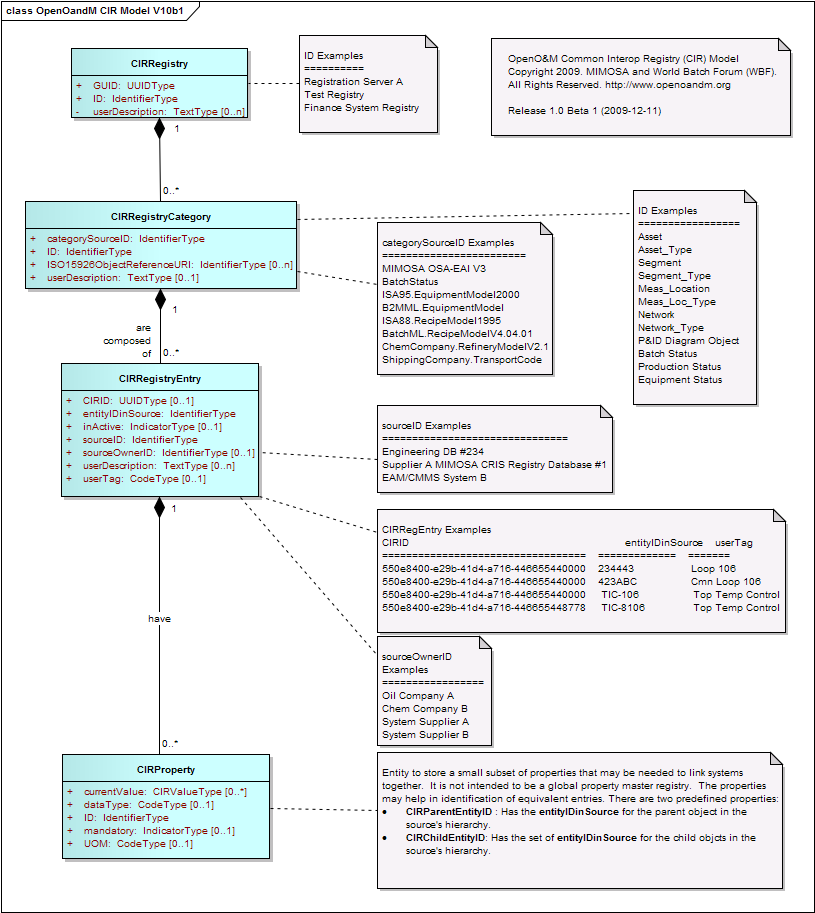 class OpenOandM CIR Model V10b1
CIRRegistry
+ GUID: UUIDType
+ ID: IdentifierType
- userDescription: TextType [0..n]
ID Examples
==========
Registration Server A
Test Registry
Finance System Registry
OpenO&M Common Interop Registry (CIR) Model
Copyright 2009. MIMOSA and World Batch Forum (WBF).
All Rights Reserved. http://www.openoandm.org
Release 1.0 Beta 1 (2009-12-11)
1
0..*
CIRRegistryCategory
+ categorySourceID: IdentifierType
+ ID: IdentifierType
+ ISO15926ObjectReferenceURI: IdentifierType [0..n]
+ userDescription: TextType [0..1]
categorySourceID Examples
========================
MIMOSA OSA-EAI V3
BatchStatus
ISA95.EquipmentModel2000
B2MML.EquipmentModel
ISA88.RecipeModel1995
BatchML.RecipeModelV4.04.01
ChemCompany.RefineryModelV2.1
ShippingCompany.TransportCode
ID Examples
=================
Asset
Asset_Type
Segment
Segment_Type
Meas_Location
Meas_Loc_Type
Network
Network_Type
P&ID Diagram Object
Batch Status
Production Status
Equipment Status
1
are
composed
of
0..*
CIRRegistryEntry
+ CIRID: UUIDType [0..1]
+ entityIDinSource: IdentifierType
+ inActive: IndicatorType [0..1]
+ sourceID: IdentifierType
+ sourceOwnerID: IdentifierType [0..1]
+ userDescription: TextType [0..n]
+ userTag: CodeType [0..1]
sourceID Examples
===============================
Engineering DB #234
Supplier A MIMOSA CRIS Registry Database #1
EAM/CMMS System B
CIRRegEntry Examples
CIRID entityIDinSource userTag
================================== ============= =======
550e8400-e29b-41d4-a716-446655440000 234443 Loop 106
550e8400-e29b-41d4-a716-446655440000 423ABC Cmn Loop 106
550e8400-e29b-41d4-a716-446655440000 TIC-106 Top Temp Control
550e8400-e29b-41d4-a716-446655448778 TIC-8106 Top Temp Control
1
have
0..*
sourceOwnerID
Examples
=================
Oil Company A
Chem Company B
System Supplier A
System Supplier B
CIRProperty
+ currentValue: CIRValueType [0..*]
+ dataType: CodeType [0..1]
+ ID: IdentifierType
+ mandatory: IndicatorType [0..1]
+ UOM: CodeType [0..1]
Entity to store a small subset of properties that may be needed to link systems
together. It is not intended to be a global property master registry. The properties
may help in identification of equivalent entries. There are two predefined properties:
• CIRParentEntityID : Has the entityIDinSource for the parent object in the
source's hierarchy.
• CIRChildEntityID: Has the set of entityIDinSource for the child objcts in the
source's hierarchy.